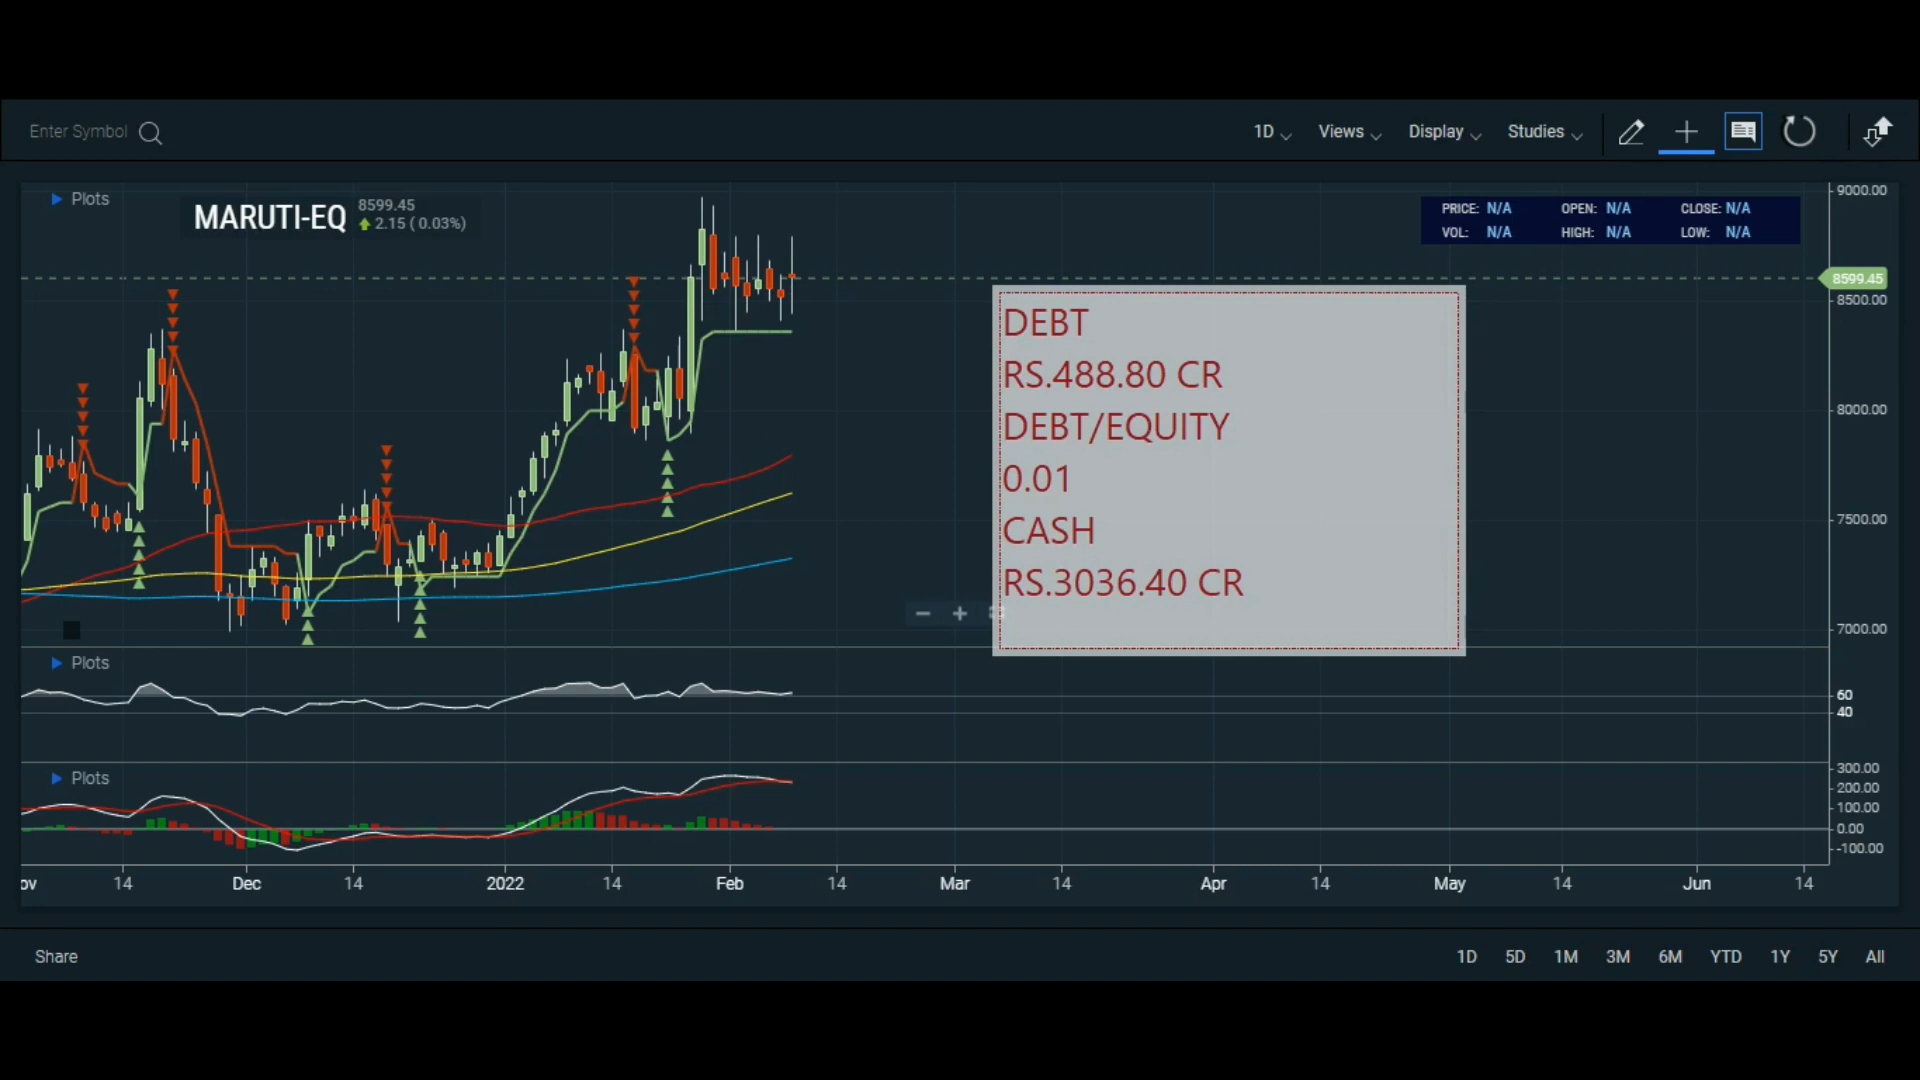 Enter Symbol
1D Views Display Studies
Plots
MARUTI-EQ 8599.45
2.15 ( 0.03%)
PRICE: N/A OPEN: N/A CLOSE: N/A
VOL: N/A HIGH: N/A LOW: N/A
9000.00
8599.45
8500.00
8000.00
7500.00
7000.00
DEBT
RS.488.80 CR
DEBT/EQUITY
0.01
CASH
RS.3036.40 CR
Plots
60
40
Plots
300.00
200.00
100.00
0.00
-100.00
ov 14 Dec 14 2022 14 Feb 14 Mar 14 Apr 14 May 14 Jun 14
Share
1D 5D 1M 3M 6M YTD 1Y 5Y All